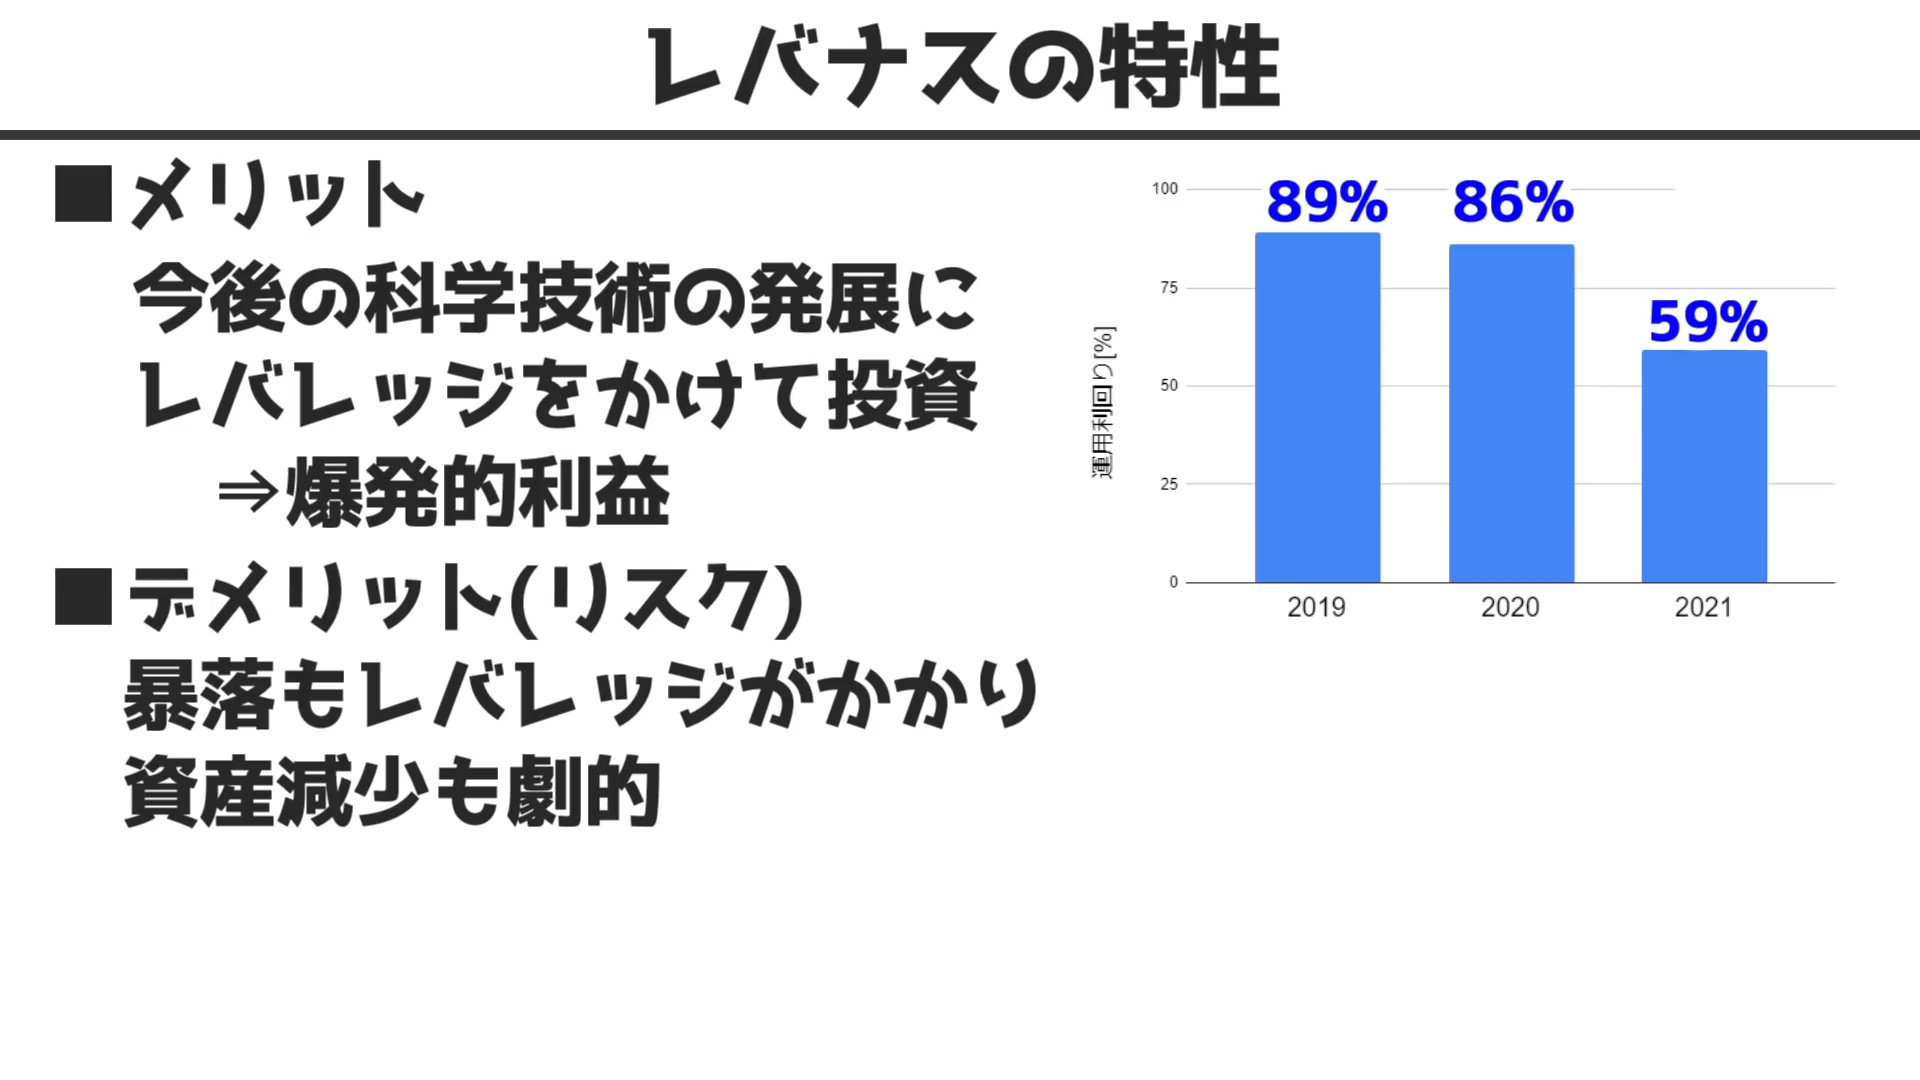 レバナスの特性
■メリット
今後の科学技術の発展に
レバレッジをかけて投資
⇒爆発的利益
■デメリット(リスク)
暴落もレバレッジがかかり
資産減少も劇的
運用利回り[%]
100
75
50
25
0
89%
86%
59%
2019
2020
2021